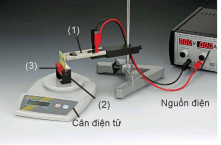 (1)
(3)
Nguồn điện
(2)
Cân điện tử